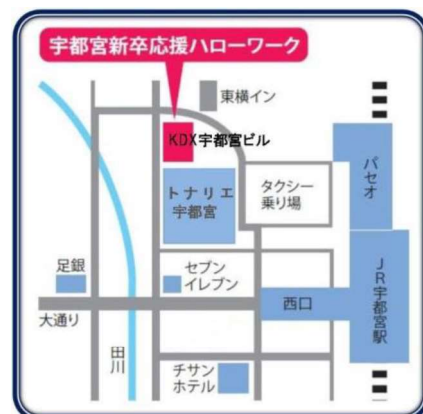 宇都宮新卒応援ハローワーク
東横イン
KDX宇都宮ビル
パセオ
タクシー
乗り場
トナリエ
宇都宮
足銀
セブン
イレブン
西口
JR宇都宮駅
大通り
田川
チサン
ホテル